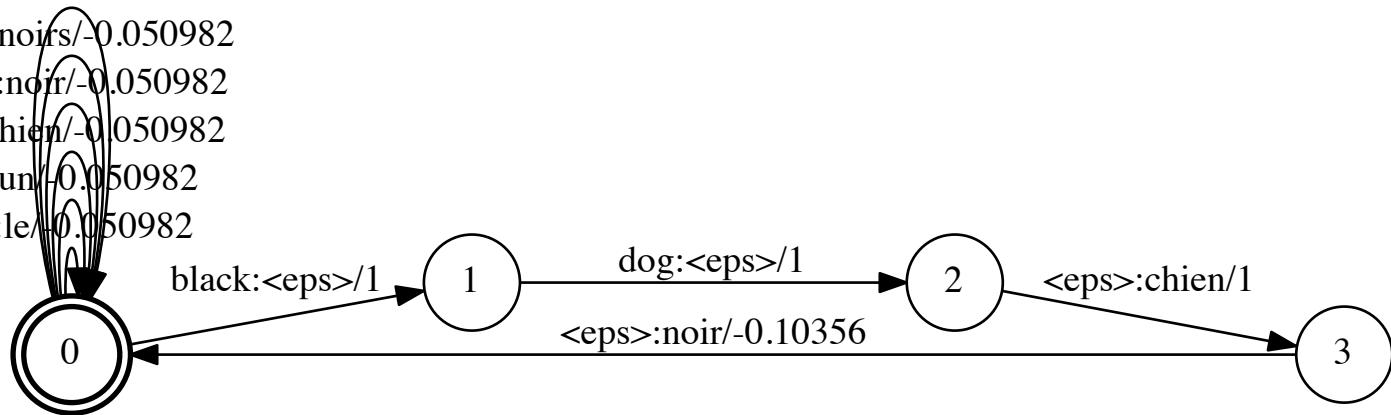 noirs/-0.050982
:noir/-0.050982
hien/-0.050982
un/-0.050982
:le/-0.050982
black:<eps>/1
dog:<eps>/1
<eps>:chien/1
<eps>:noir/-0.10356
0
1
2
3